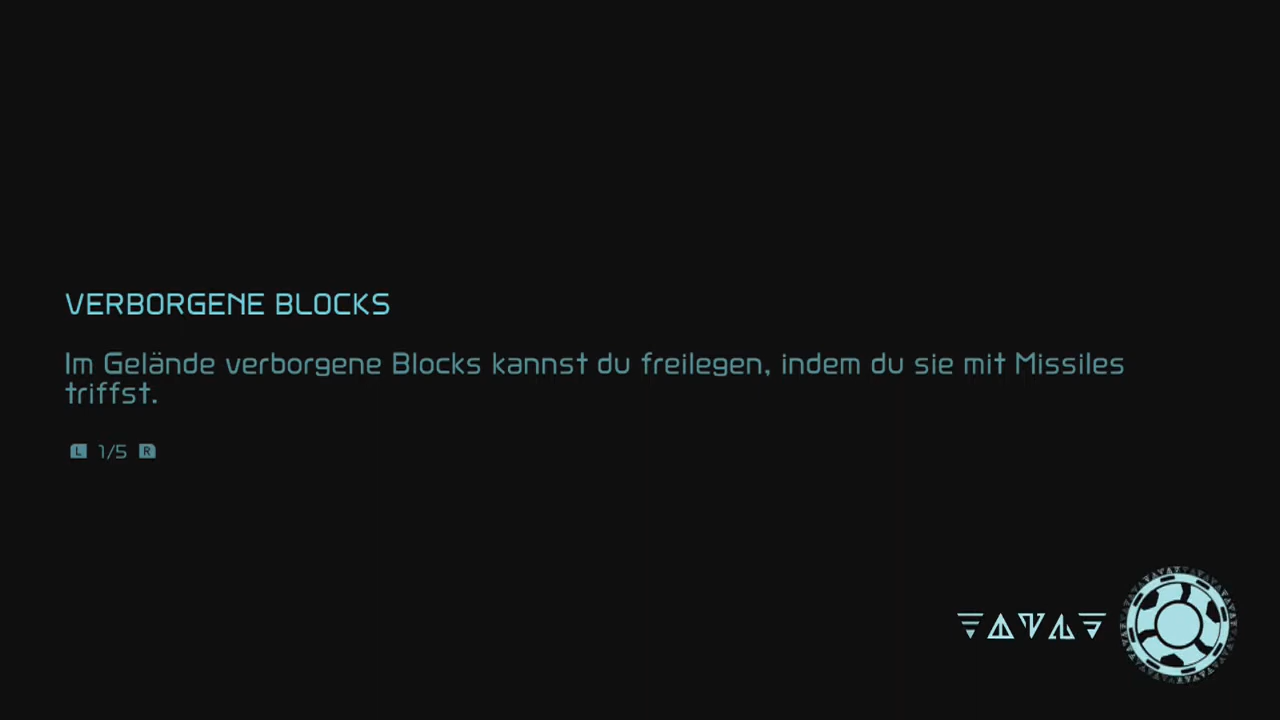 VERBORGENE BLOCKS
Im Gelände verborgene Blocks kannst du freilegen, indem du sie mit Missiles
triffst.
L 1/5 R